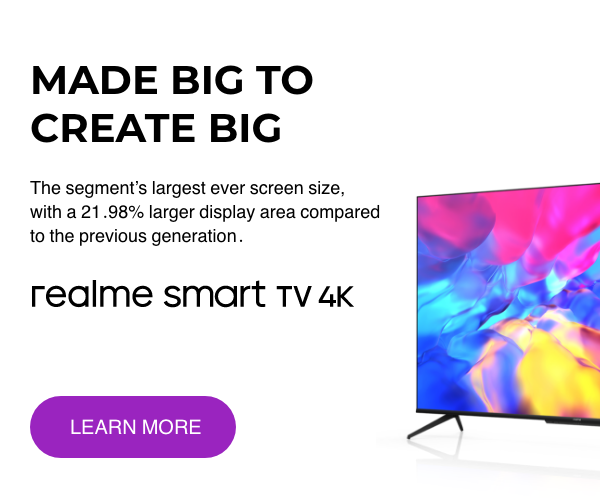 MADE BIG TO
CREATE BIG
The segment's largest ever screen size,
with a 21.98% larger display area compared
to the previous generation.
realme smart TV 4K
LEARN MORE